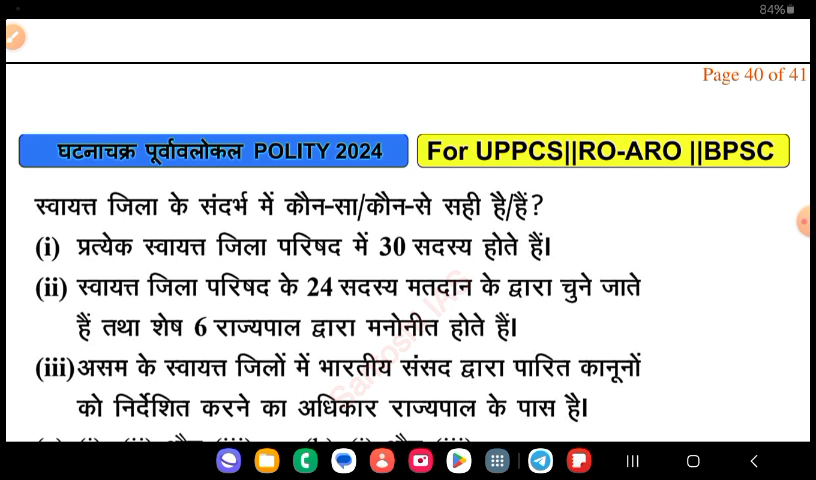 84%
Page 40 of 41
घटनाचक्र पूर्वावलोकल POLITY 2024
For UPPCS||RO-ARO ||BPSC
स्वायत्त जिला के संदर्भ में कौन-सा/कौन-से सही है/हैं?
(i) प्रत्येक स्वायत्त जिला परिषद में 30 सदस्य होते हैं।
(ii) स्वायत्त जिला परिषद के 24 सदस्य मतदान के द्वारा चुने जाते
हैं तथा शेष 6 राज्यपाल द्वारा मनोनीत होते हैं।
(iii) असम के स्वायत्त जिलों में भारतीय संसद द्वारा पारित कानूनों
को निर्देशित करने का अधिकार राज्यपाल के पास है।